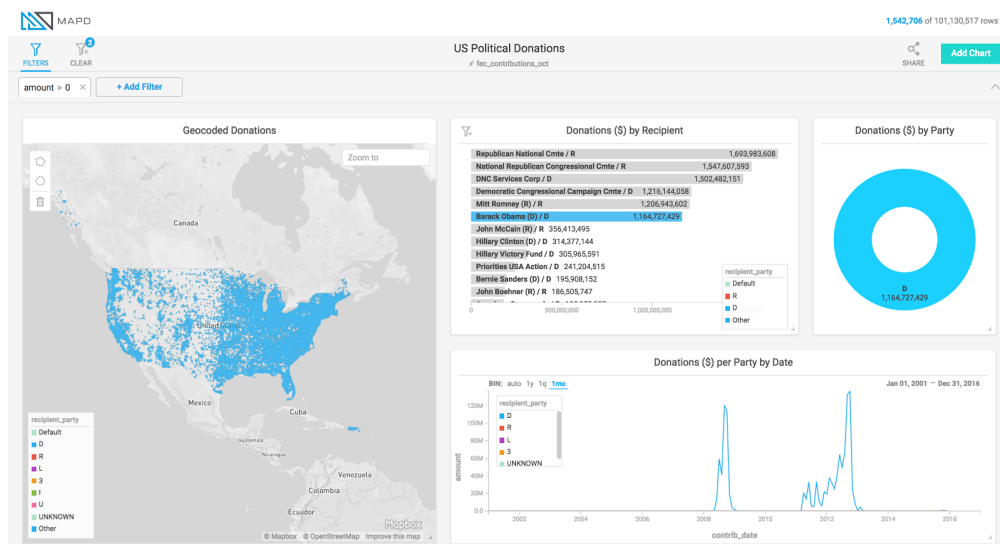 MAPD
1,542,706 of 101,130,517 rows
FILTERS
2
CLEAR
US Political Donations
fec_contributions_oct
SHARE
Add Chart
amount > 0 ×
+ Add Filter
Geocoded Donations
Zoom to
Canada
United States
Mexico
Cuba
Guatemala
Nicaragua
Venezuela
Colombia
Ecuador
recipient_party
Default
D
R
L
3
I
U
UNKNOWN
Other
Mapbox
© Mapbox © OpenStreetMap Improve this map
Donations ($) by Recipient
Republican National Cmte / R 1,693,983,608
National Republican Congressional Cmte / R 1,547,607,593
DNC Services Corp / D 1,502,482,151
Democratic Congressional Campaign Cmte / D 1,216,144,058
Mitt Romney (R) / R 1,206,943,602
Barack Obama (D) / D 1,164,727,429
John McCain (R) / R 356,413,495
Hillary Clinton (D) / D 314,377,144
Hillary Victory Fund / D 305,965,591
Priorities USA Action / D 241,204,515
Bernie Sanders (D) / D 195,908,152
John Boehner (R) / R 186,505,747
0 500,000,000 1,000,000,000
recipient_party
Default
R
D
Other
Donations ($) by Party
D
1,164,727,429
Donations ($) per Party by Date
BIN: auto 1y 1q 1mo
Jan 01, 2001 — Dec 31, 2016
recipient_party
D
R
L
3
UNKNOWN
amount
120M
100M
80M
60M
40M
20M
0.0
2002 2004 2006 2008 2010 2012 2014 2016
contrib_date